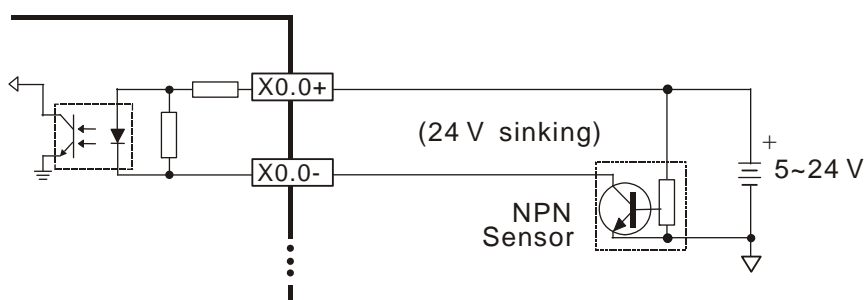 X0.0+
(24 V sinking)
+
5~24 V
X0.0-
NPN
Sensor